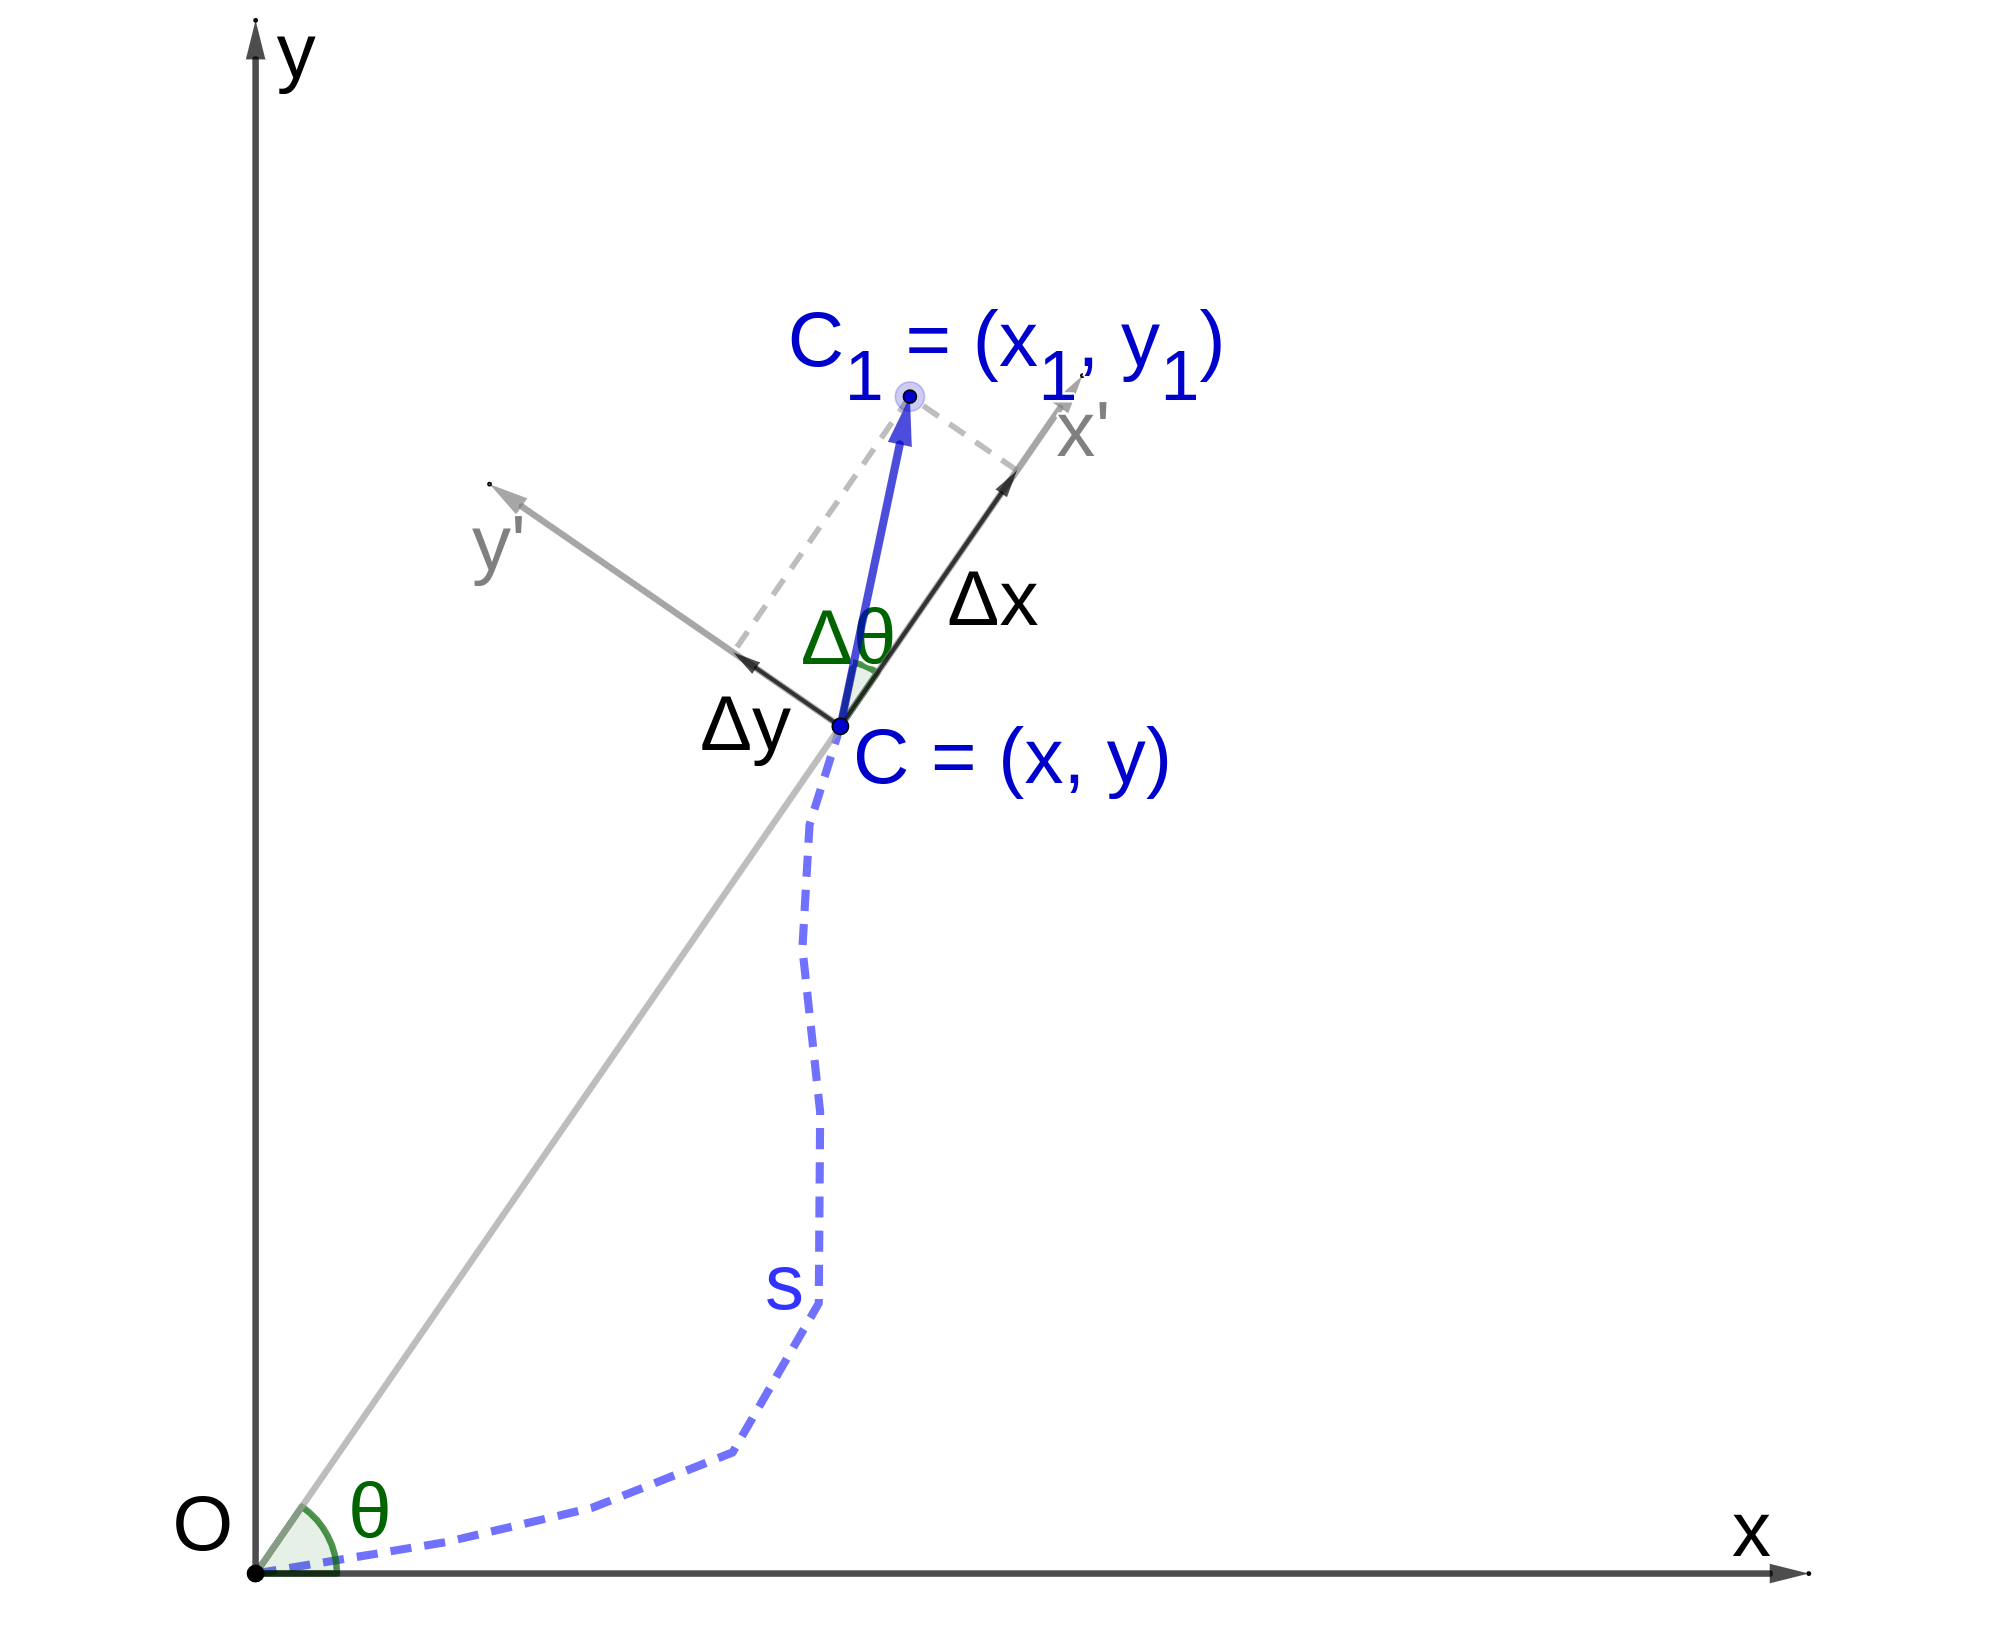 y
C₁ = (x₁, y₁)
x'
y'
Δx
Δθ
Δy
C = (x, y)
s
θ
O
x